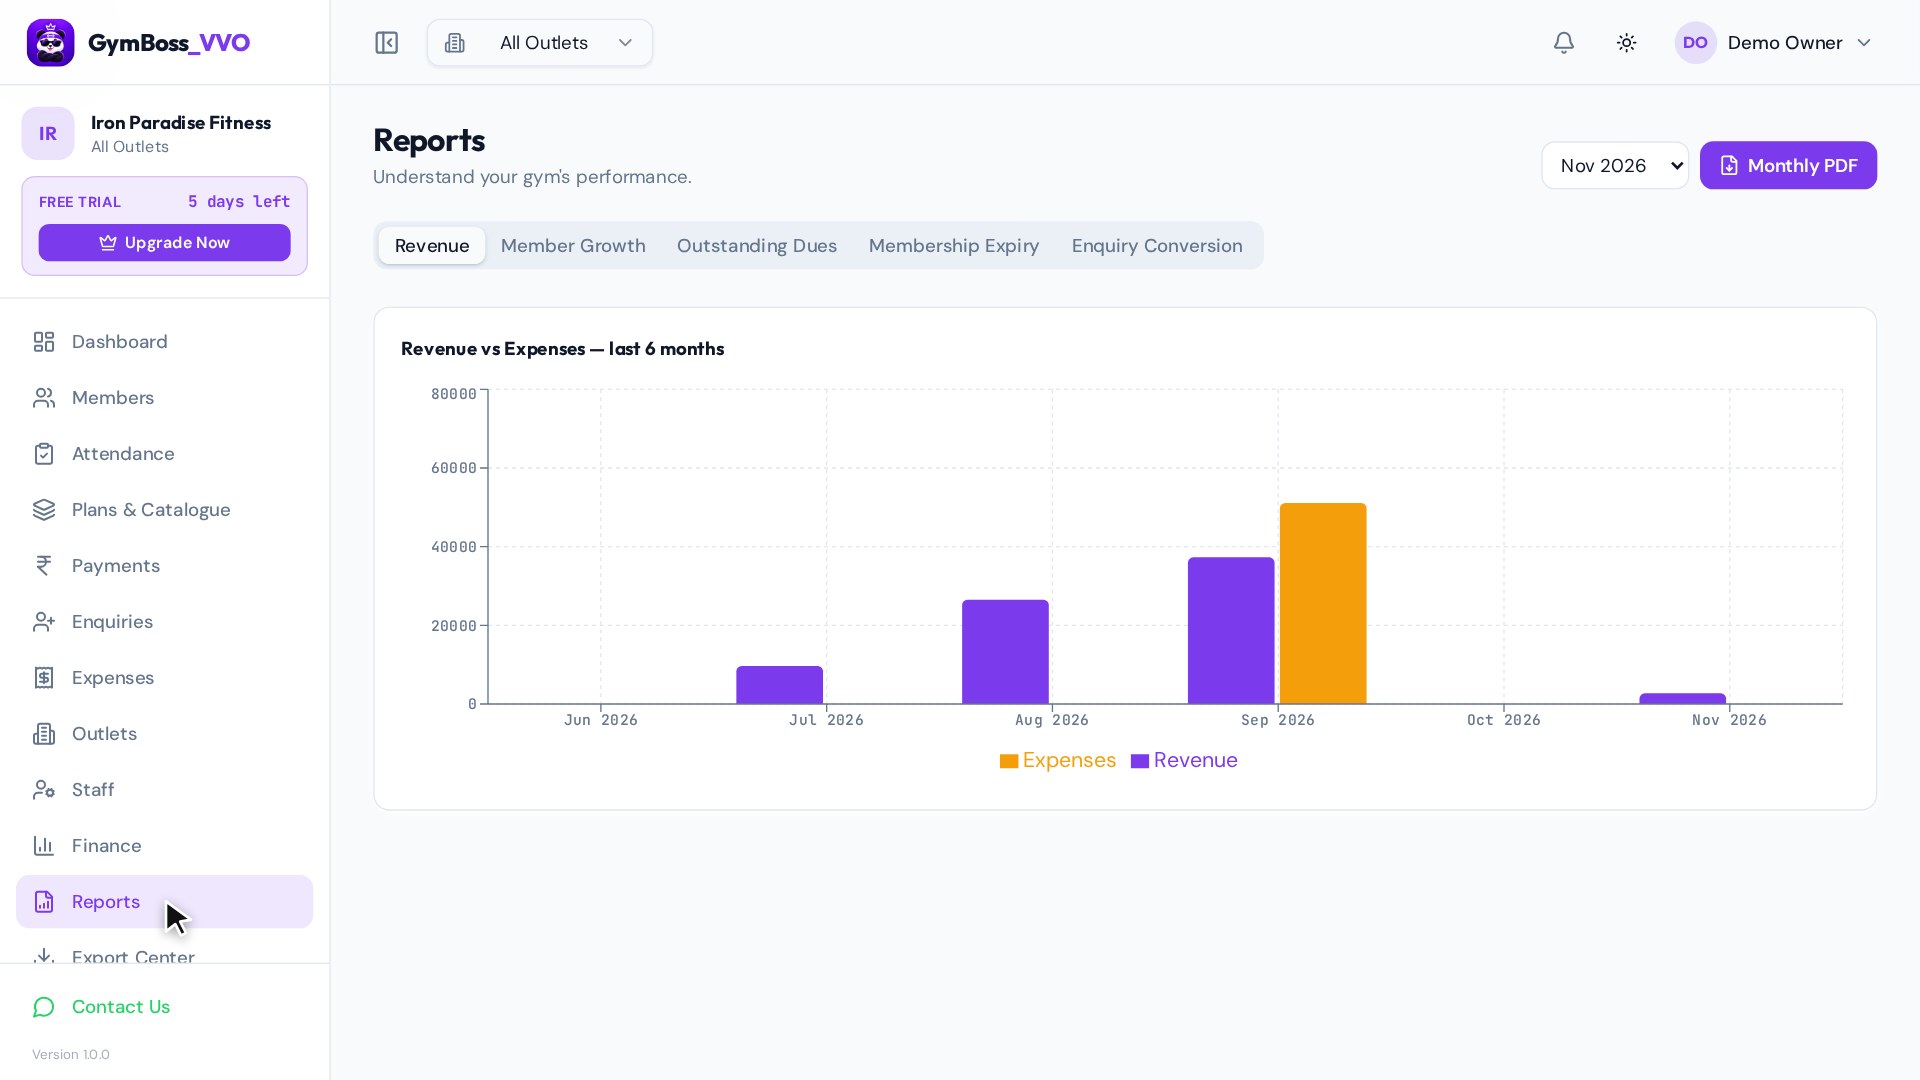 GymBoss_VVO
All Outlets
DO Demo Owner
IR
Iron Paradise Fitness
All Outlets
FREE TRIAL 5 days left
Upgrade Now
Dashboard
Members
Attendance
Plans & Catalogue
Payments
Enquiries
Expenses
Outlets
Staff
Finance
Reports
Export Center
Contact Us
Version 1.0.0
Reports
Understand your gym's performance.
Nov 2026
Monthly PDF
Revenue Member Growth Outstanding Dues Membership Expiry Enquiry Conversion
Revenue vs Expenses — last 6 months
80000
60000
40000
20000
0
Jun 2026 Jul 2026 Aug 2026 Sep 2026 Oct 2026 Nov 2026
Expenses Revenue